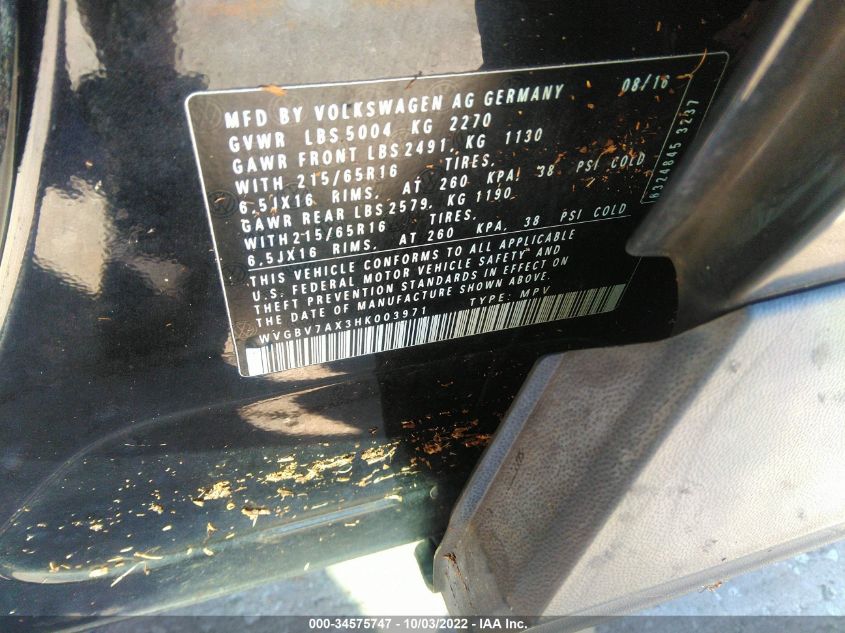 MFD BY VOLKSWAGEN AG GERMANY 08/16
GVWR LBS 5004 KG 2270
GAWR FRONT LBS 2491, KG 1130
WITH 215/65R16 TIRES,
6.5JX16 RIMS, AT 260 KPA, 38 PSI COLD
GAWR REAR LBS 2579, KG 1190
WITH 215/65R16 TIRES,
6.5JX16 RIMS, AT 260 KPA, 38 PSI COLD
THIS VEHICLE CONFORMS TO ALL APPLICABLE
U.S. FEDERAL MOTOR VEHICLE SAFETY AND
THEFT PREVENTION STANDARDS IN EFFECT ON
THE DATE OF MANUFACTURE SHOWN ABOVE.
WVGBV7AX3HK003971 TYPE: MPV
6324845 3237
000-34575747 - 10/03/2022 - IAA Inc.